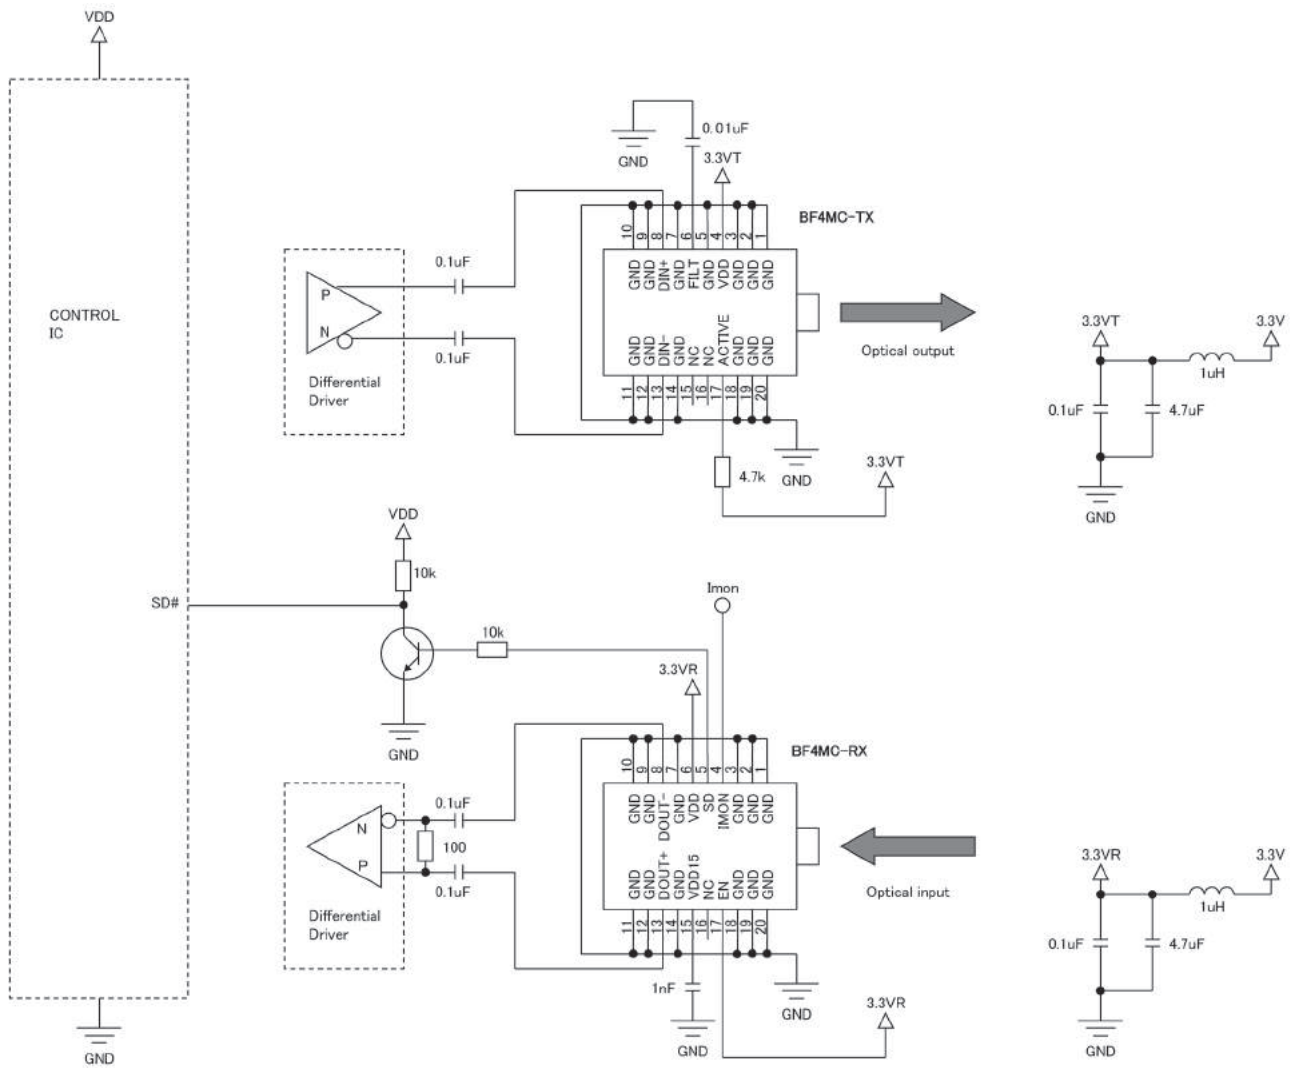 VDD
CONTROL
IC
SD#
GND
0.01uF
GND
3.3VT
BF4MC-TX
10 9 8 7 6 5 4 3 2 1
GND GND DIN+ GND FILT GND VDD GND GND GND
GND GND DIN- GND NC NC ACTIVE GND GND GND
11 12 13 14 15 16 17 18 19 20
0.1uF
P
N
0.1uF
Differential
Driver
Optical output
GND
4.7k
3.3VT
3.3VT
3.3V
1uH
0.1uF
4.7uF
GND
VDD
10k
10k
GND
Imon
3.3VR
BF4MC-RX
10 9 8 7 6 5 4 3 2 1
GND GND DOUT- GND VDD SD IMON GND GND GND
GND GND DOUT+ GND VDD15 NC EN GND GND GND
11 12 13 14 15 16 17 18 19 20
0.1uF
N
100
P
0.1uF
Differential
Driver
Optical input
1nF
GND
GND
3.3VR
3.3VR
3.3V
1uH
0.1uF
4.7uF
GND